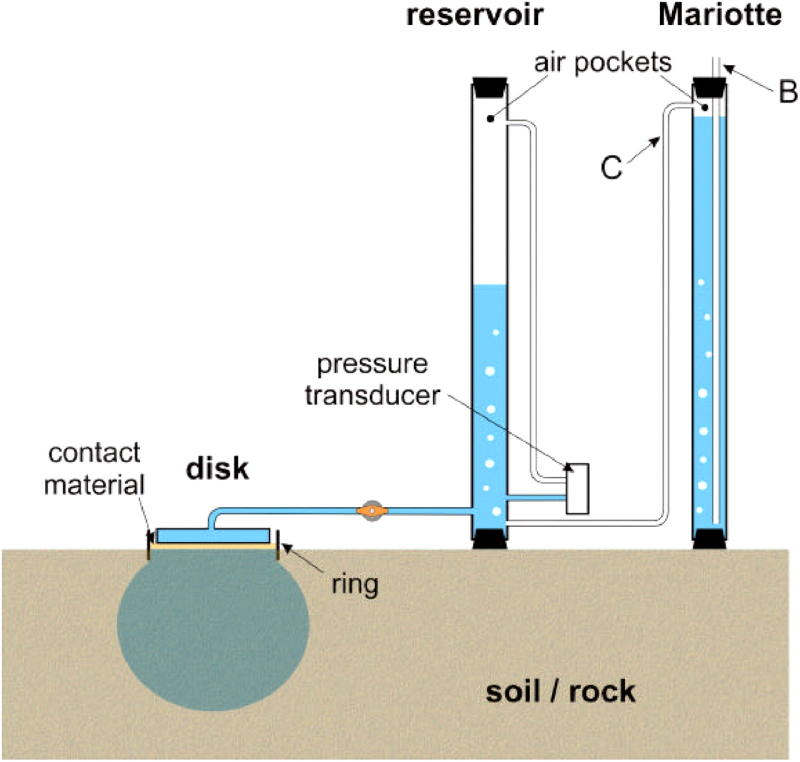 reservoir
Mariotte
air pockets
B
C
pressure
transducer
contact
material
disk
ring
soil / rock